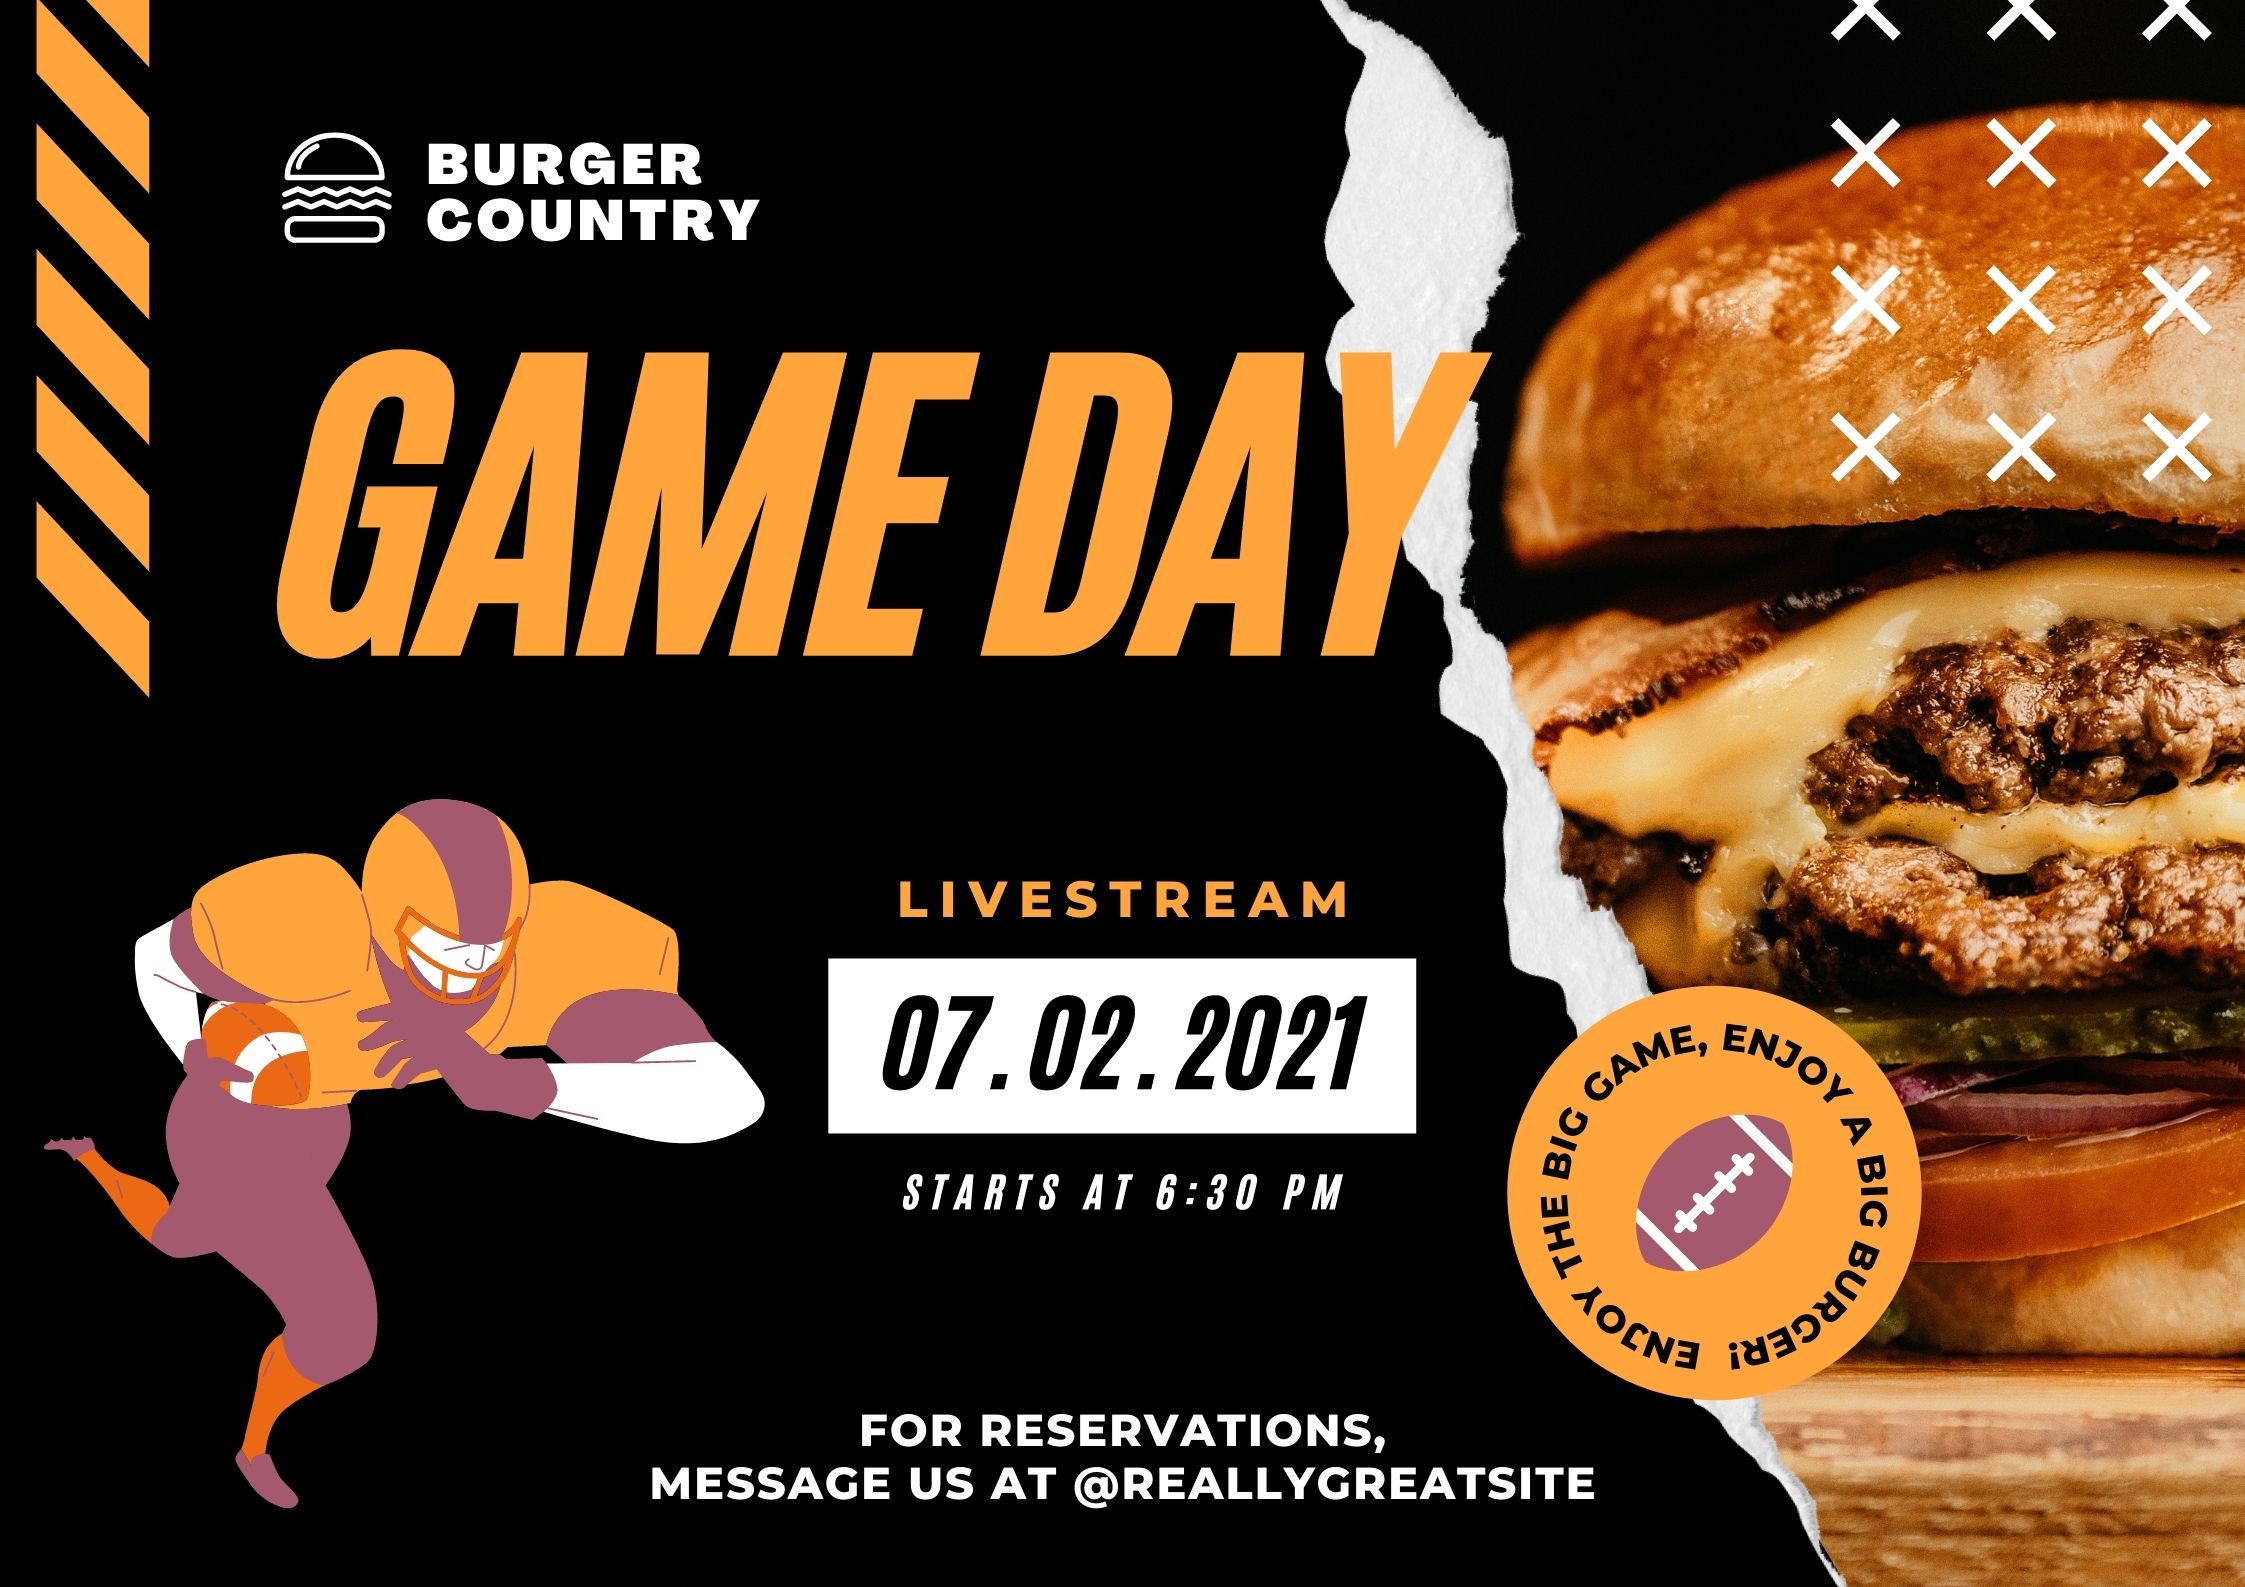 BURGER
COUNTRY
GAME DAY
LIVESTREAM
07.02.2021
STARTS AT 6:30 PM
ENJOY THE BIG GAME, ENJOY A BIG BURGER!
FOR RESERVATIONS,
MESSAGE US AT @REALLYGREATSITE